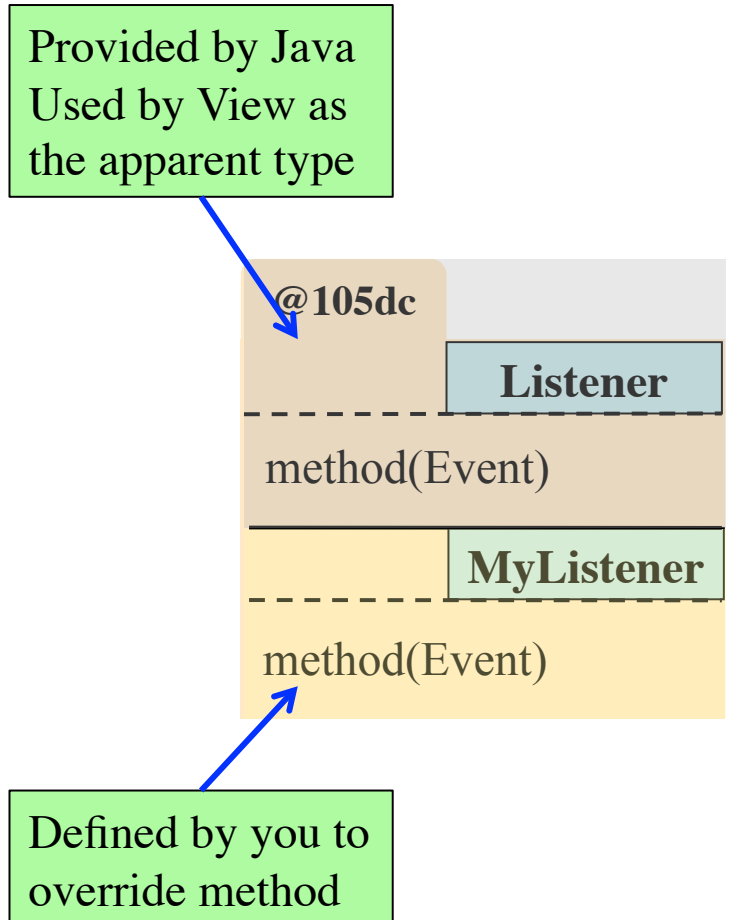 Provided by Java
Used by View as
the apparent type
@105dc
Listener
method(Event)
MyListener
method(Event)
Defined by you to
override method